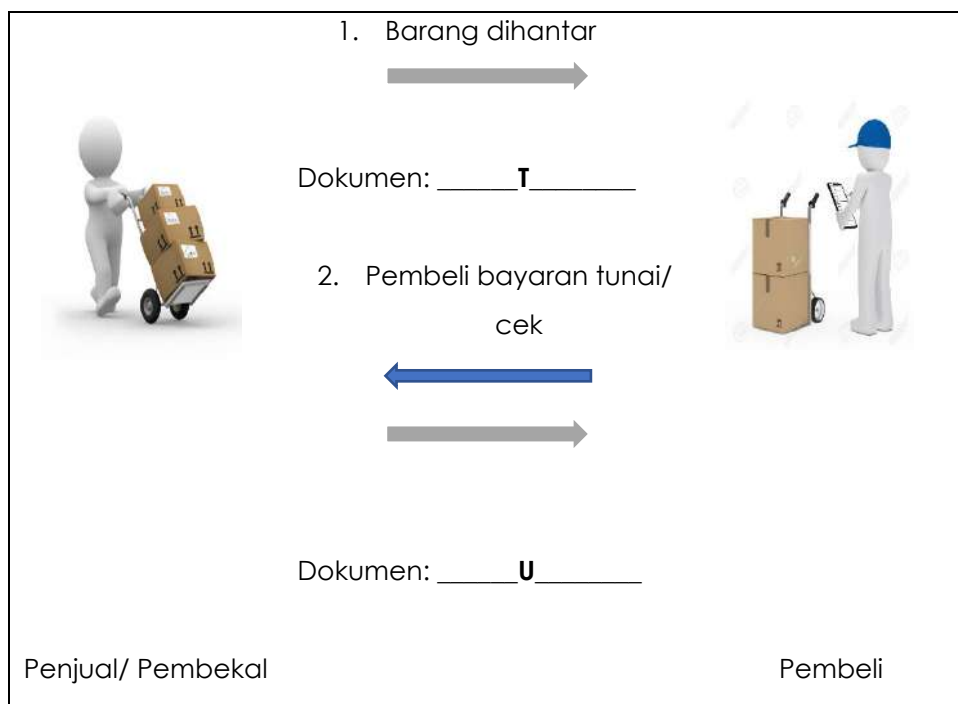 1. Barang dihantar
Dokumen: ______T________
2. Pembeli bayaran tunai/
cek
Dokumen: ______U________
Penjual/ Pembekal
Pembeli